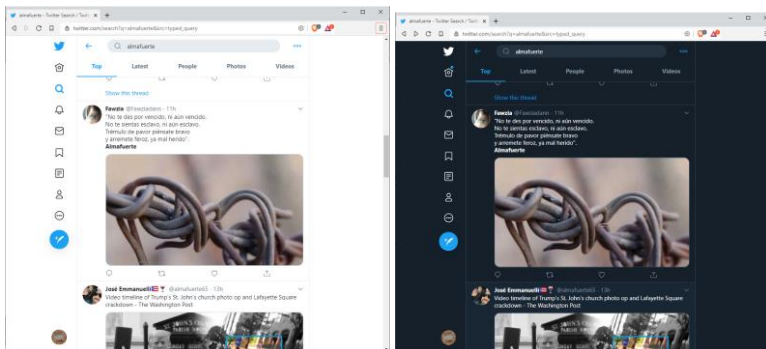 almafuerte - Twitter Search / Twit
twitter.com/search?q=almafuerte&src=typed_query
almafuerte
Top Latest People Photos Videos
Show this thread
Fawzia @Fawziadann · 11h
"No te des por vencido, ni aún vencido.
No te sientas esclavo, ni aún esclavo.
Trémulo de pavor piénsate bravo
y arremete feroz, ya mal herido".
Almafuerte
José Emmanuelli @almafuerte65 · 13h
Video timeline of Trump's St. John's church photo op and Lafayette Square
crackdown - The Washington Post
almafuerte - Twitter Search / Twit
twitter.com/search?q=almafuerte&src=typed_query
almafuerte
Top Latest People Photos Videos
Show this thread
Fawzia @Fawziadann · 11h
"No te des por vencido, ni aún vencido.
No te sientas esclavo, ni aún esclavo.
Trémulo de pavor piénsate bravo
y arremete feroz, ya mal herido".
Almafuerte
José Emmanuelli @almafuerte65 · 13h
Video timeline of Trump's St. John's church photo op and Lafayette Square
crackdown - The Washington Post